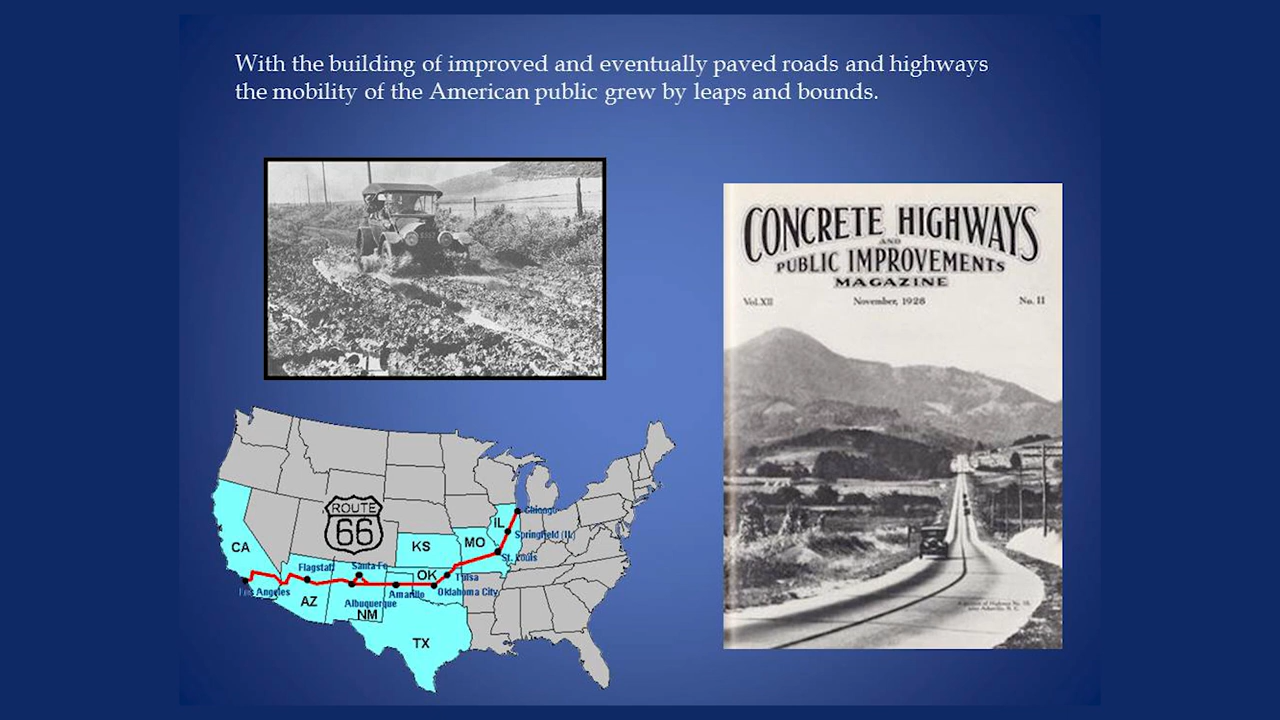 With the building of improved and eventually paved roads and highways
the mobility of the American public grew by leaps and bounds.
CONCRETE HIGHWAYS
AND
PUBLIC IMPROVEMENTS
MAGAZINE
Vol.XII November, 1928 No. 11
ROUTE
66
Chicago
IL
Springfield (IL)
MO
KS
CA
St. Louis
Flagstaff
Santa Fe
OK
Tulsa
Los Angeles
Amarillo
Oklahoma City
AZ
Albuquerque
NM
TX